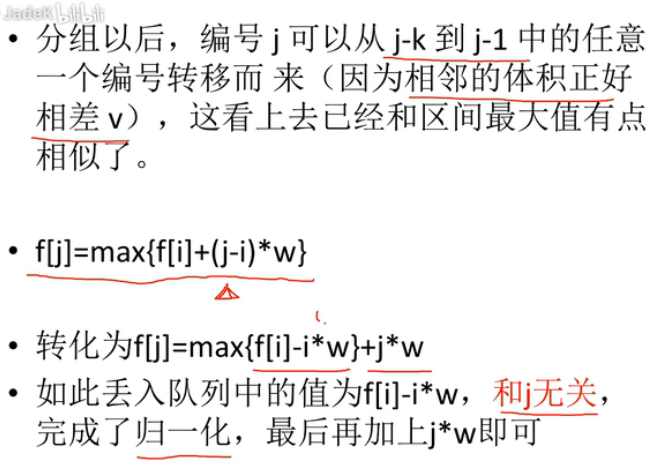 JadeK bilibili
• 分组以后，编号 j 可以从 j-k 到 j-1 中的任意
一个编号转移而 来（因为相邻的体积正好
相差 v），这看上去已经和区间最大值有点
相似了。
• f[j]=max{f[i]+(j-i)*w}
• 转化为f[j]=max{f[i]-i*w}+j*w
• 如此丢入队列中的值为f[i]-i*w，和j无关，
完成了归一化，最后再加上j*w即可